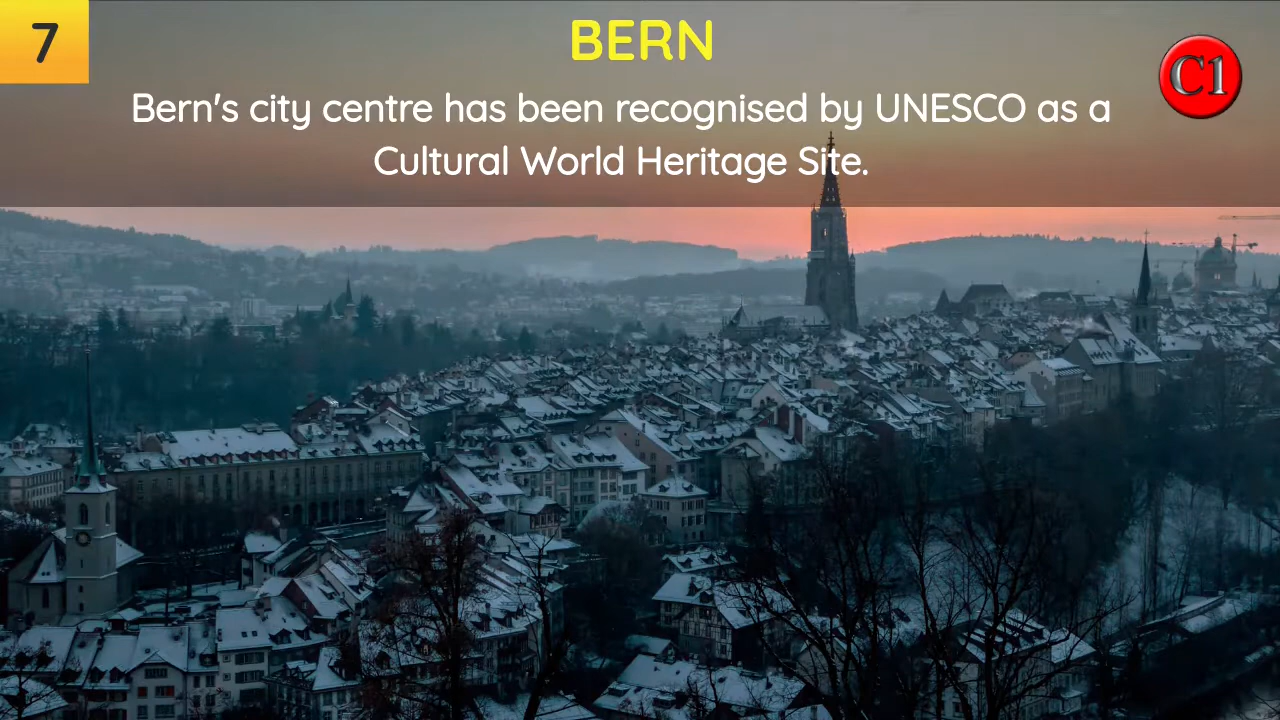 7
BERN
C1
Bern's city centre has been recognised by UNESCO as a
Cultural World Heritage Site.